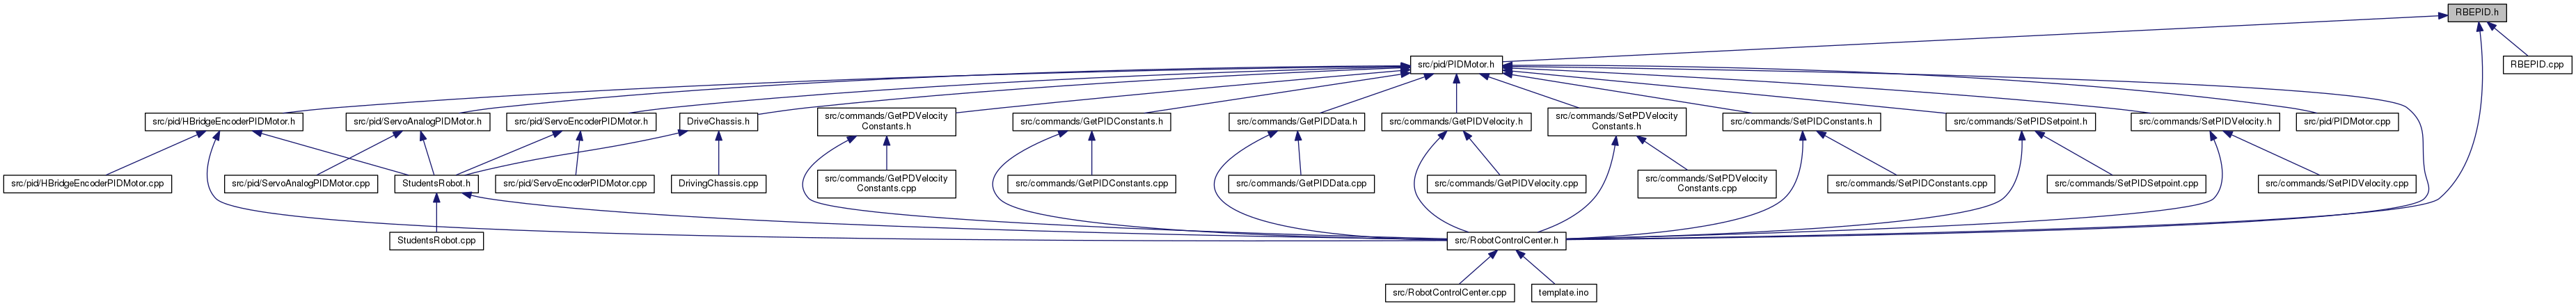 RBEPID.h
src/pid/PIDMotor.h
RBEPID.cpp
src/pid/HBridgeEncoderPIDMotor.h
src/pid/ServoAnalogPIDMotor.h
src/pid/ServoEncoderPIDMotor.h
DriveChassis.h
src/commands/GetPDVelocity
Constants.h
src/commands/GetPIDConstants.h
src/commands/GetPIDData.h
src/commands/GetPIDVelocity.h
src/commands/SetPDVelocity
Constants.h
src/commands/SetPIDConstants.h
src/commands/SetPIDSetpoint.h
src/commands/SetPIDVelocity.h
src/pid/PIDMotor.cpp
src/pid/HBridgeEncoderPIDMotor.cpp
src/pid/ServoAnalogPIDMotor.cpp
StudentsRobot.h
src/pid/ServoEncoderPIDMotor.cpp
DrivingChassis.cpp
src/commands/GetPDVelocity
Constants.cpp
src/commands/GetPIDConstants.cpp
src/commands/GetPIDData.cpp
src/commands/GetPIDVelocity.cpp
src/commands/SetPDVelocity
Constants.cpp
src/commands/SetPIDConstants.cpp
src/commands/SetPIDSetpoint.cpp
src/commands/SetPIDVelocity.cpp
StudentsRobot.cpp
src/RobotControlCenter.h
src/RobotControlCenter.cpp
template.ino